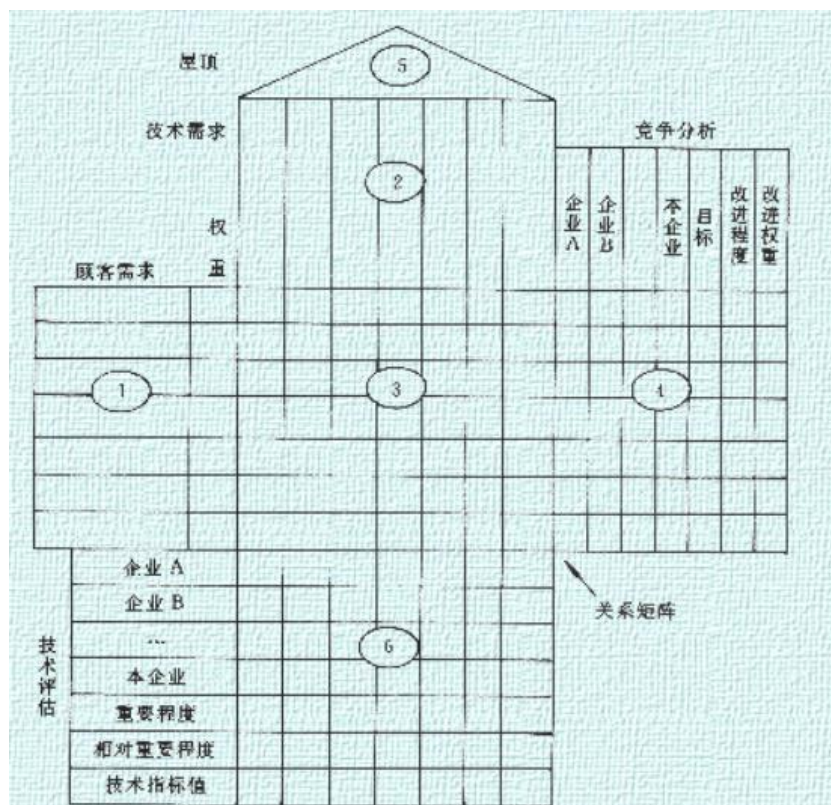 屋顶
5
技术需求
竞争分析
2
企业A
企业B
本企业
目标
改进程度
改进权重
权重
顾客需求
1
3
4
企业 A
企业 B
关系矩阵
…
6
技术评估
本企业
重要程度
相对重要程度
技术指标值